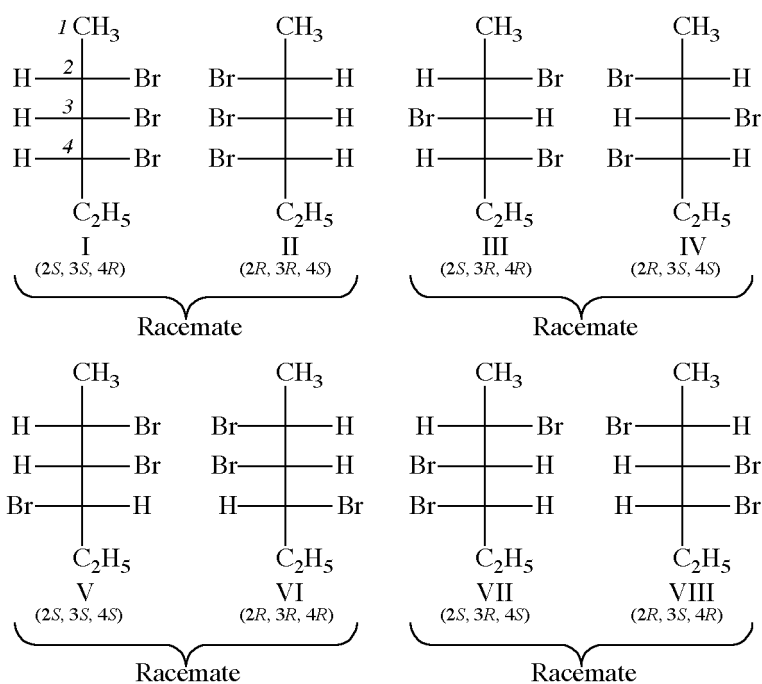 1 CH3 CH3 CH3 CH3
H 2 Br Br H H Br Br H
H 3 Br Br H Br H H Br
H 4 Br Br H H Br Br H
C2H5 C2H5 C2H5 C2H5
I II III IV
(2S, 3S, 4R) (2R, 3R, 4S) (2S, 3R, 4R) (2R, 3S, 4S)
Racemate Racemate
CH3 CH3 CH3 CH3
H Br Br H H Br Br H
H Br Br H Br H H Br
Br H H Br Br H H Br
C2H5 C2H5 C2H5 C2H5
V VI VII VIII
(2S, 3S, 4S) (2R, 3R, 4R) (2S, 3R, 4S) (2R, 3S, 4R)
Racemate Racemate